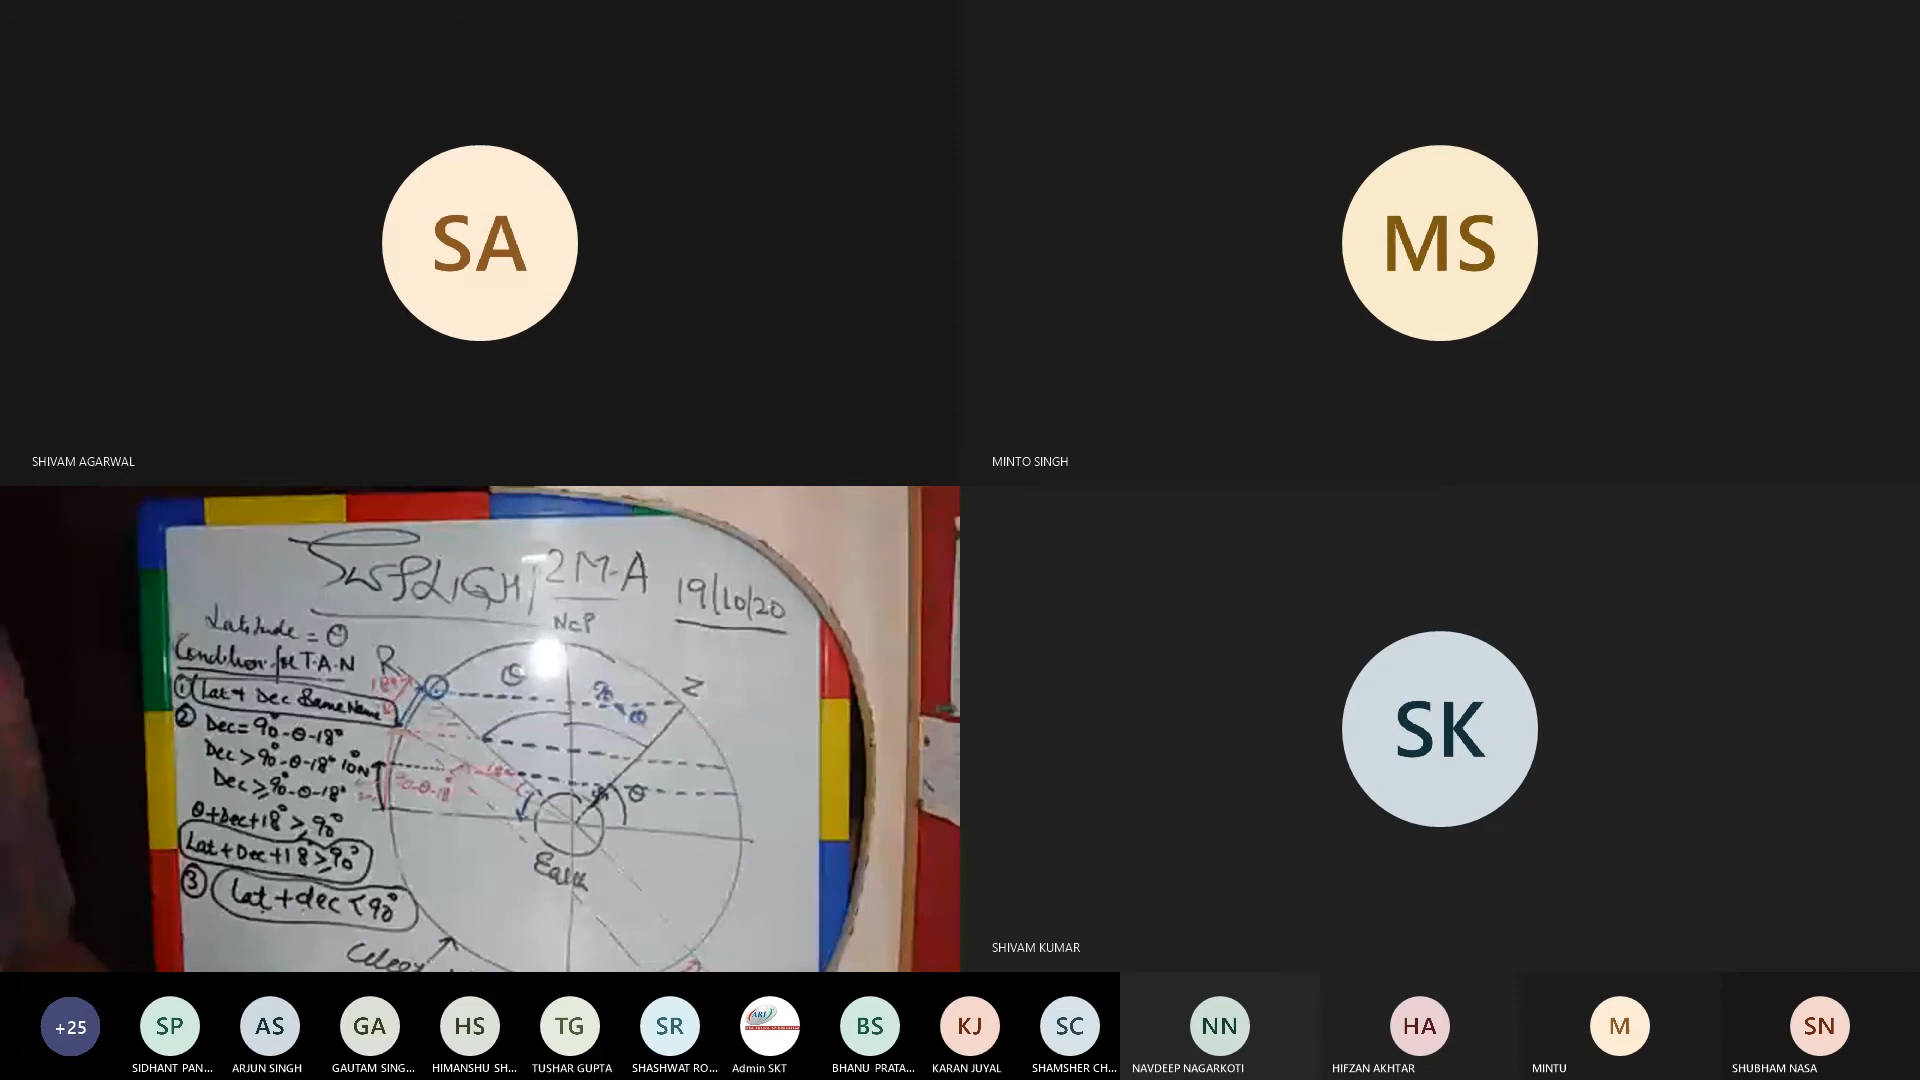 SA
SHIVAM AGARWAL
MS
MINTO SINGH
2M-A
19/10/20
NCP
Latitude = θ
Condition for T.A.N
R
θ
Z
① Lat & Dec Same Name
② Dec = 90°-θ-18°
Dec > 90°-θ-18° 10°N
Dec ≥ 90°-θ-18°
θ+Dec+18° ≥ 90°
Lat+Dec+18 ≥ 90°
③ Lat+dec < 90°
90-θ-18°
θ
Earth
SK
SHIVAM KUMAR
+25
SP
SIDHANT PAN...
AS
ARJUN SINGH
GA
GAUTAM SING...
HS
HIMANSHU SH...
TG
TUSHAR GUPTA
SR
SHASHWAT RO...
ARI
Admin SKT
BS
BHANU PRATA...
KJ
KARAN JUYAL
SC
SHAMSHER CH...
NN
NAVDEEP NAGARKOTI
HA
HIFZAN AKHTAR
M
MINTU
SN
SHUBHAM NASA